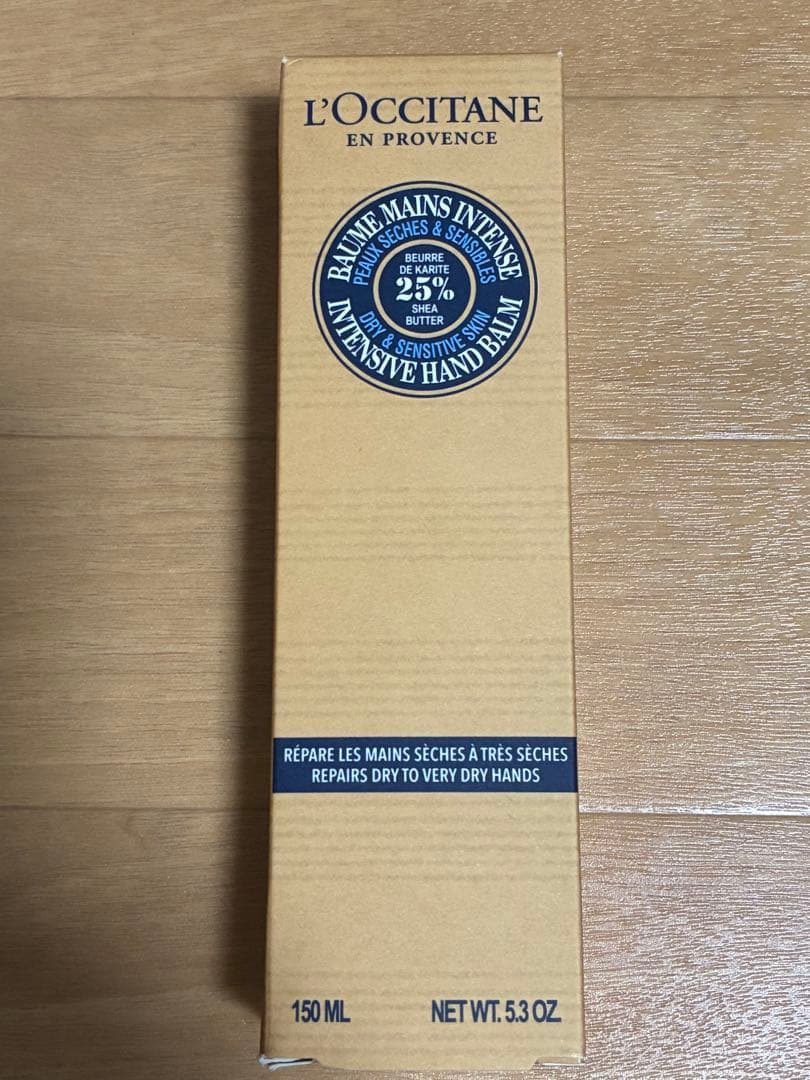 L'OCCITANE
EN PROVENCE
BAUME MAINS INTENSE
PEAUX SÈCHES & SENSIBLES
BEURRE
DE KARITE
25%
SHEA
BUTTER
DRY & SENSITIVE SKIN
INTENSIVE HAND BALM
RÉPARE LES MAINS SÈCHES À TRÈS SÈCHES
REPAIRS DRY TO VERY DRY HANDS
150 ML NET WT. 5.3 OZ.